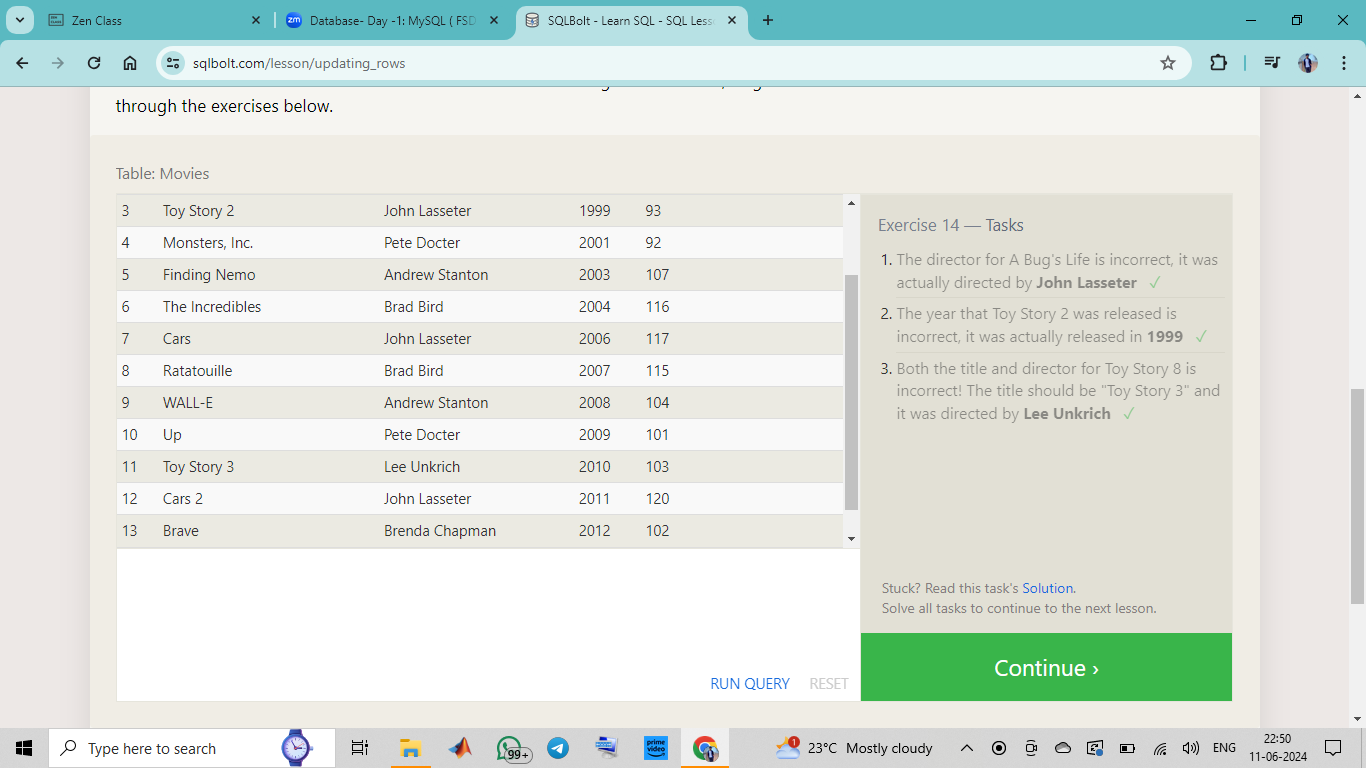 Zen Class
zm Database- Day -1: MySQL ( FSD
SQLBolt - Learn SQL - SQL Less
sqlbolt.com/lesson/updating_rows
through the exercises below.
Table: Movies
3 Toy Story 2 John Lasseter 1999 93
4 Monsters, Inc. Pete Docter 2001 92
5 Finding Nemo Andrew Stanton 2003 107
6 The Incredibles Brad Bird 2004 116
7 Cars John Lasseter 2006 117
8 Ratatouille Brad Bird 2007 115
9 WALL-E Andrew Stanton 2008 104
10 Up Pete Docter 2009 101
11 Toy Story 3 Lee Unkrich 2010 103
12 Cars 2 John Lasseter 2011 120
13 Brave Brenda Chapman 2012 102
RUN QUERY RESET
Exercise 14 — Tasks
1. The director for A Bug's Life is incorrect, it was
actually directed by John Lasseter ✓
2. The year that Toy Story 2 was released is
incorrect, it was actually released in 1999 ✓
3. Both the title and director for Toy Story 8 is
incorrect! The title should be "Toy Story 3" and
it was directed by Lee Unkrich ✓
Stuck? Read this task's Solution.
Solve all tasks to continue to the next lesson.
Continue ›
Type here to search
99+
prime
video
1
23°C Mostly cloudy
ENG
22:50
11-06-2024